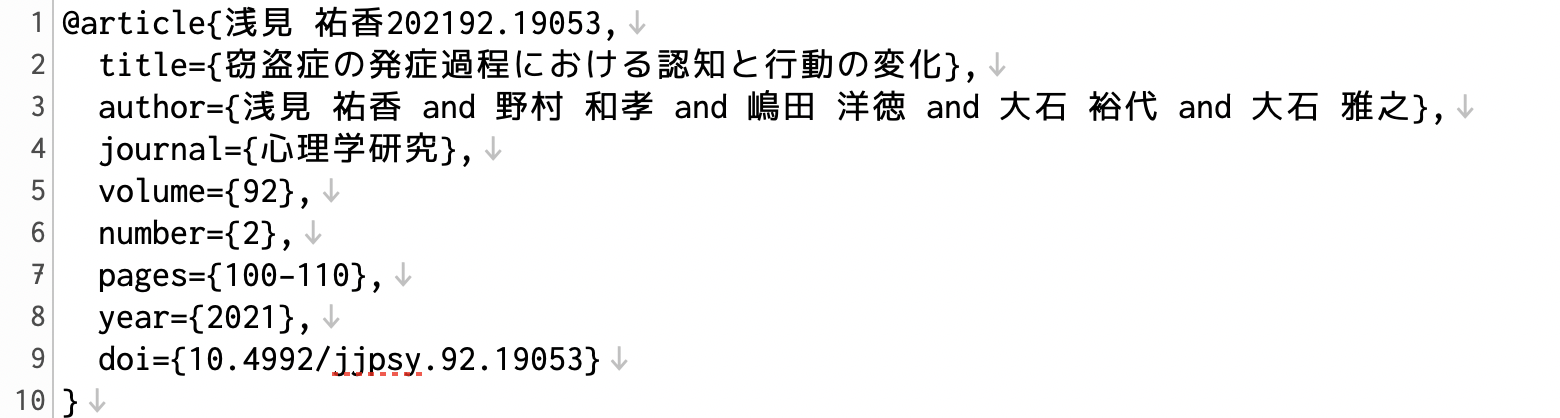 1 @article{浅見 祐香202192.19053,↓
2   title={窃盗症の発症過程における認知と行動の変化},↓
3   author={浅見 祐香 and 野村 和孝 and 嶋田 洋徳 and 大石 裕代 and 大石 雅之},↓
4   journal={心理学研究},↓
5   volume={92},↓
6   number={2},↓
7   pages={100-110},↓
8   year={2021},↓
9   doi={10.4992/jjpsy.92.19053}↓
10 }↓